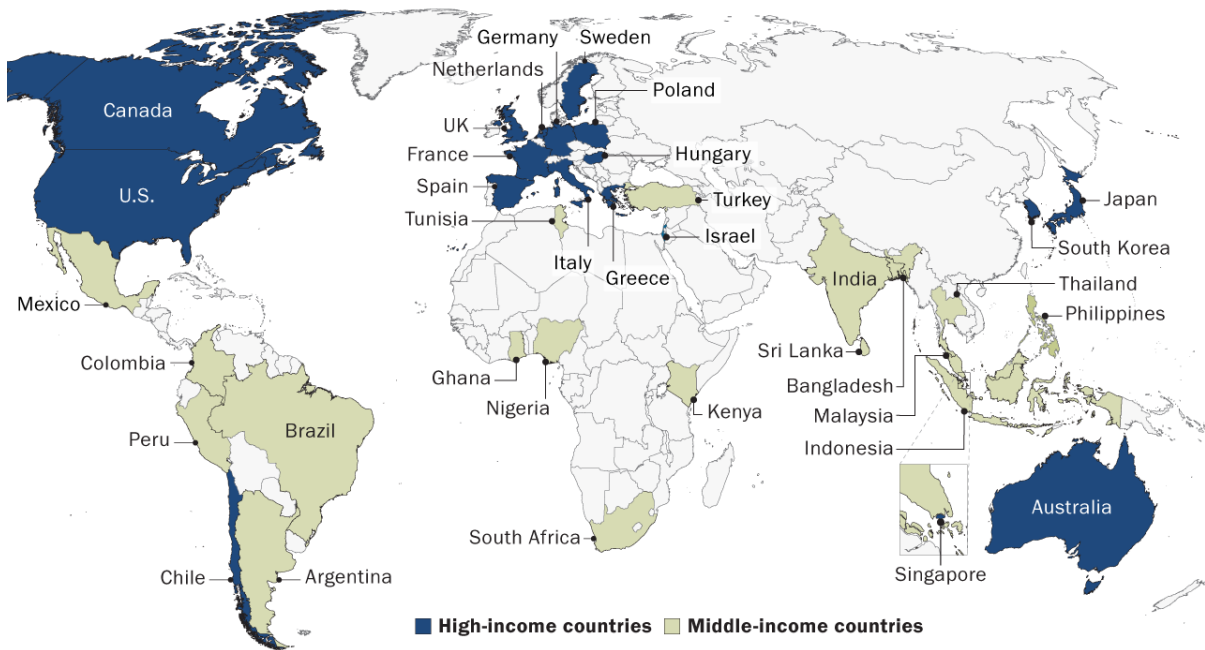 Germany
Sweden
Netherlands
Poland
Canada
UK
Hungary
France
U.S.
Spain
Turkey
Japan
Tunisia
Israel
South Korea
Italy
Greece
India
Thailand
Mexico
Philippines
Colombia
Sri Lanka
Ghana
Bangladesh
Nigeria
Kenya
Malaysia
Brazil
Peru
Indonesia
Australia
South Africa
Singapore
Chile
Argentina
High-income countries
Middle-income countries